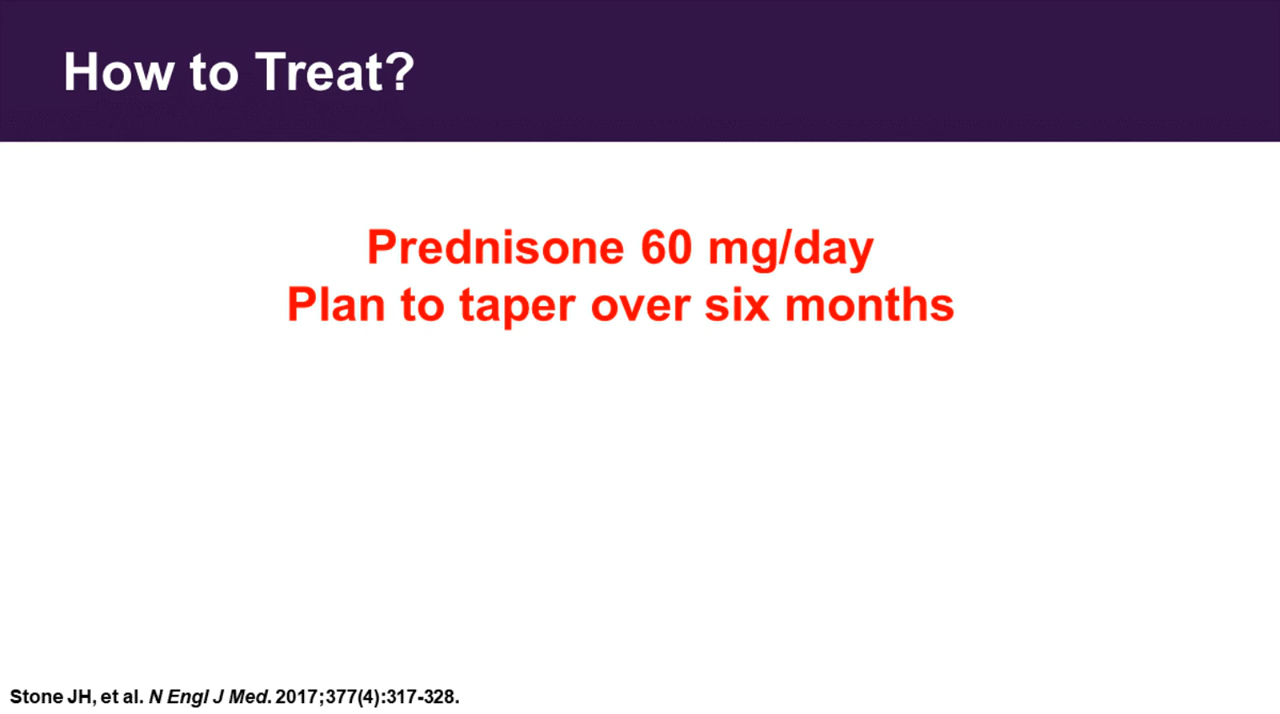 How to Treat?
Prednisone 60 mg/day
Plan to taper over six months
Stone JH, et al. N Engl J Med. 2017;377(4):317-328.